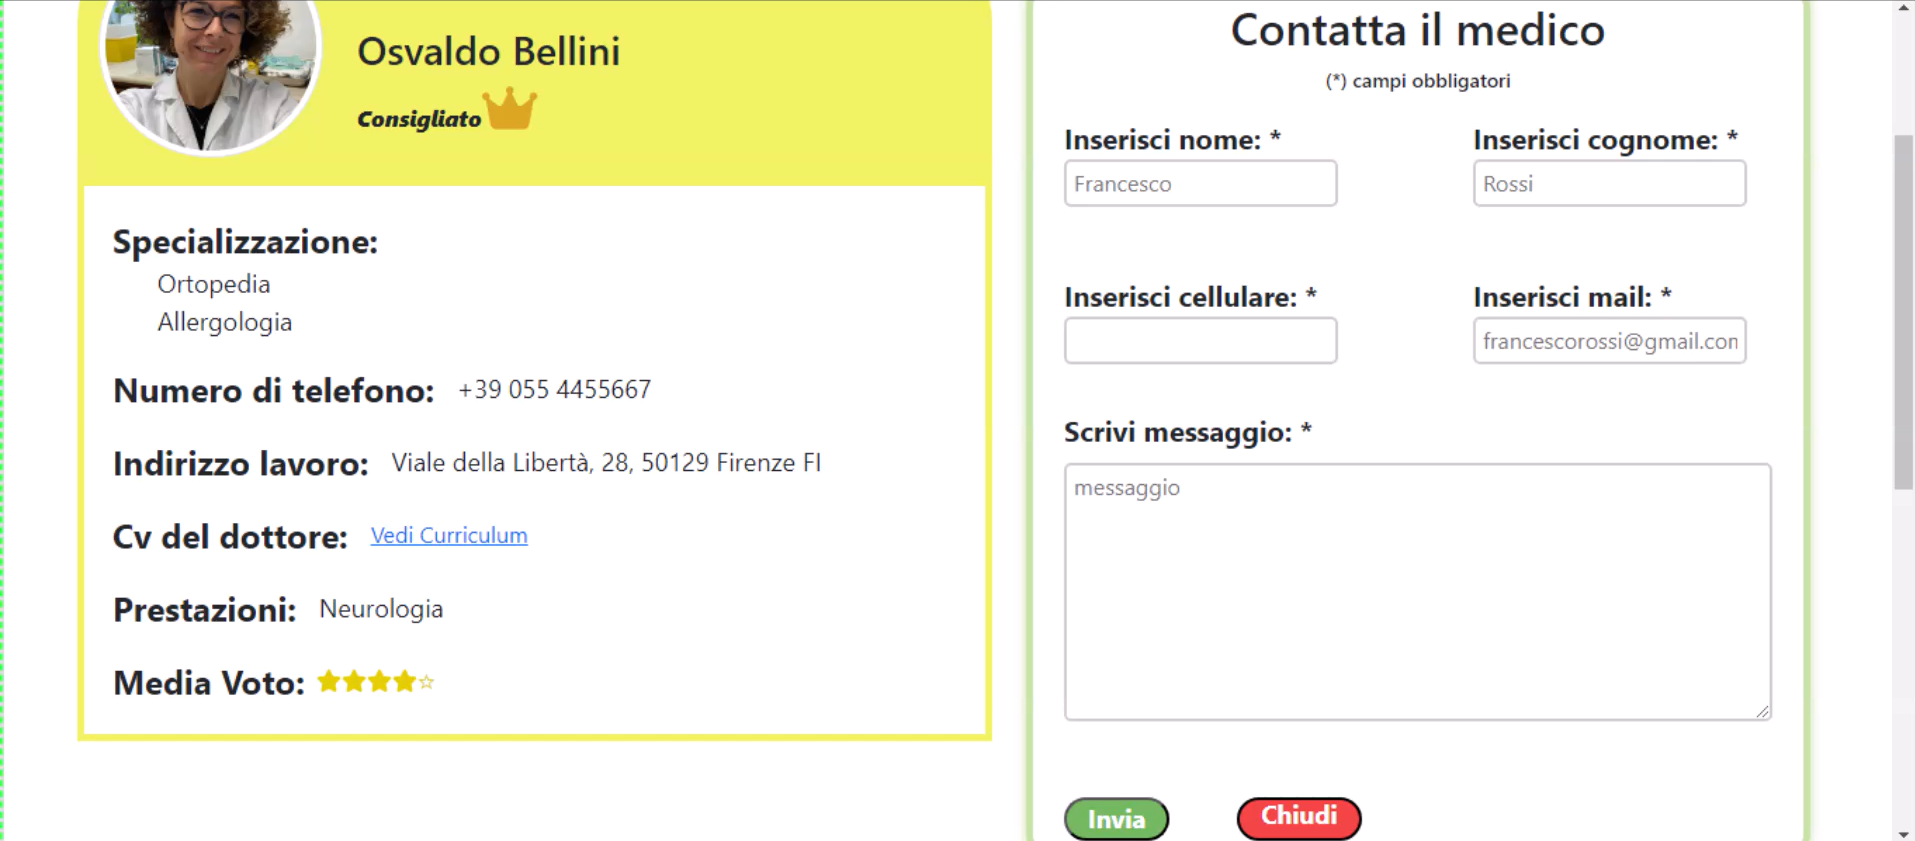 Osvaldo Bellini
Consigliato
Specializzazione:
Ortopedia
Allergologia
Numero di telefono: +39 055 4455667
Indirizzo lavoro: Viale della Libertà, 28, 50129 Firenze FI
Cv del dottore: Vedi Curriculum
Prestazioni: Neurologia
Media Voto:
Contatta il medico
(*) campi obbligatori
Inserisci nome: *
Francesco
Inserisci cognome: *
Rossi
Inserisci cellulare: *
Inserisci mail: *
francescorossi@gmail.con
Scrivi messaggio: *
messaggio
Invia
Chiudi